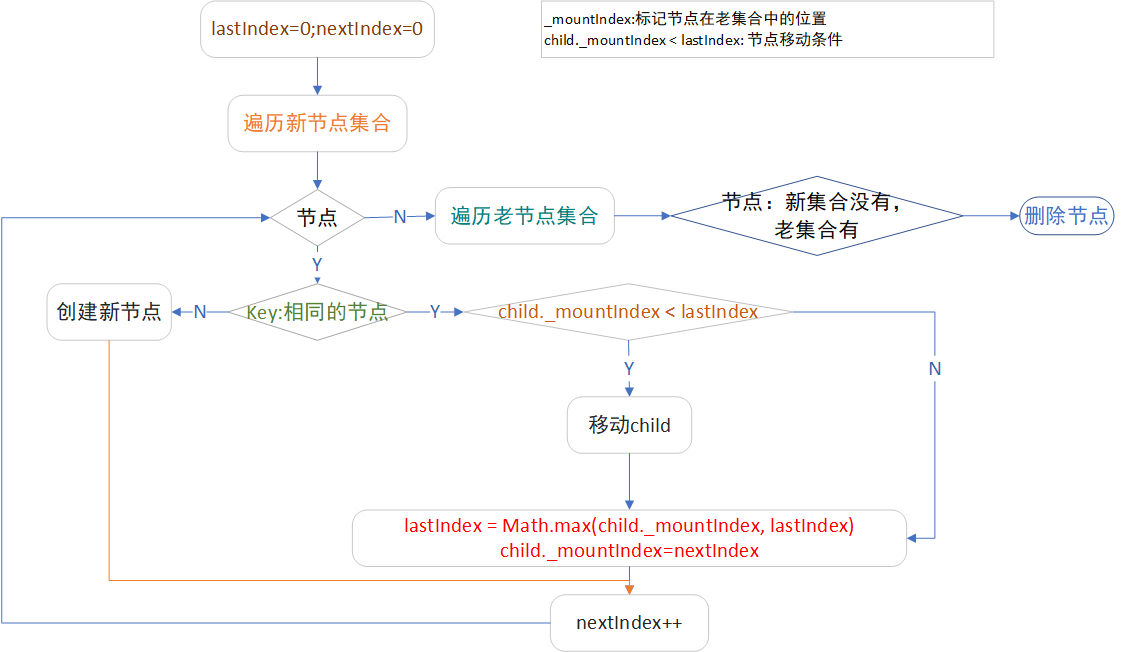 lastIndex=0;nextIndex=0
_mountIndex:标记节点在老集合中的位置
child._mountIndex < lastIndex: 节点移动条件
遍历新节点集合
节点
N
遍历老节点集合
节点：新集合没有，
老集合有
删除节点
Y
创建新节点
N
Key:相同的节点
Y
child._mountIndex < lastIndex
Y
N
移动child
lastIndex = Math.max(child._mountIndex, lastIndex)
child._mountIndex=nextIndex
nextIndex++